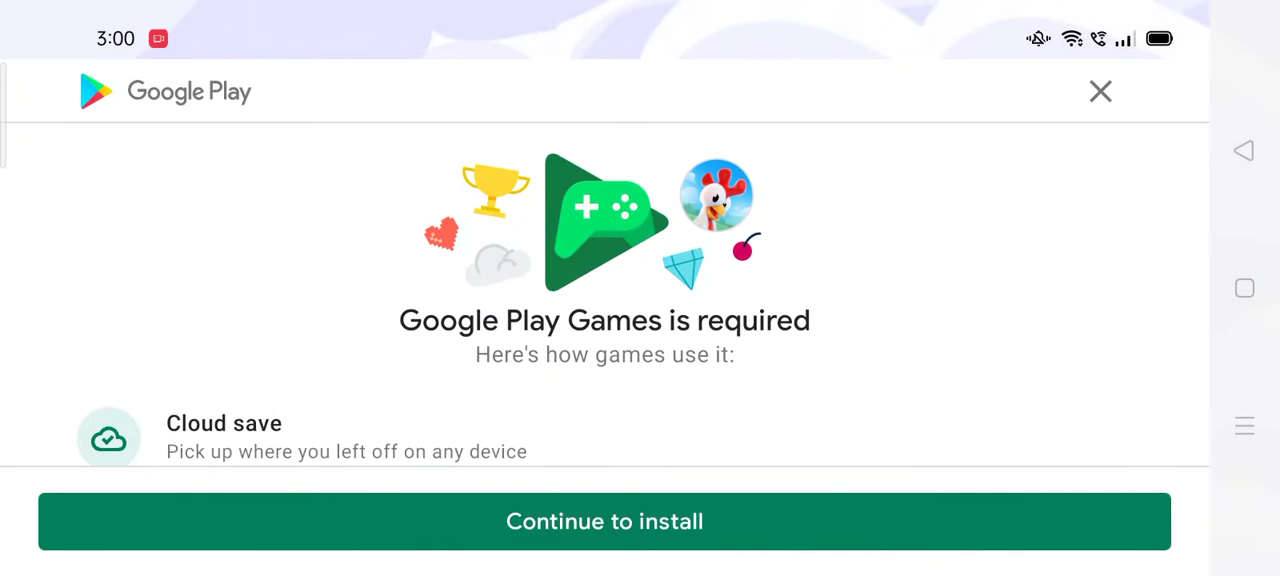 3:00
Google Play
Google Play Games is required
Here's how games use it:
Cloud save
Pick up where you left off on any device
Continue to install